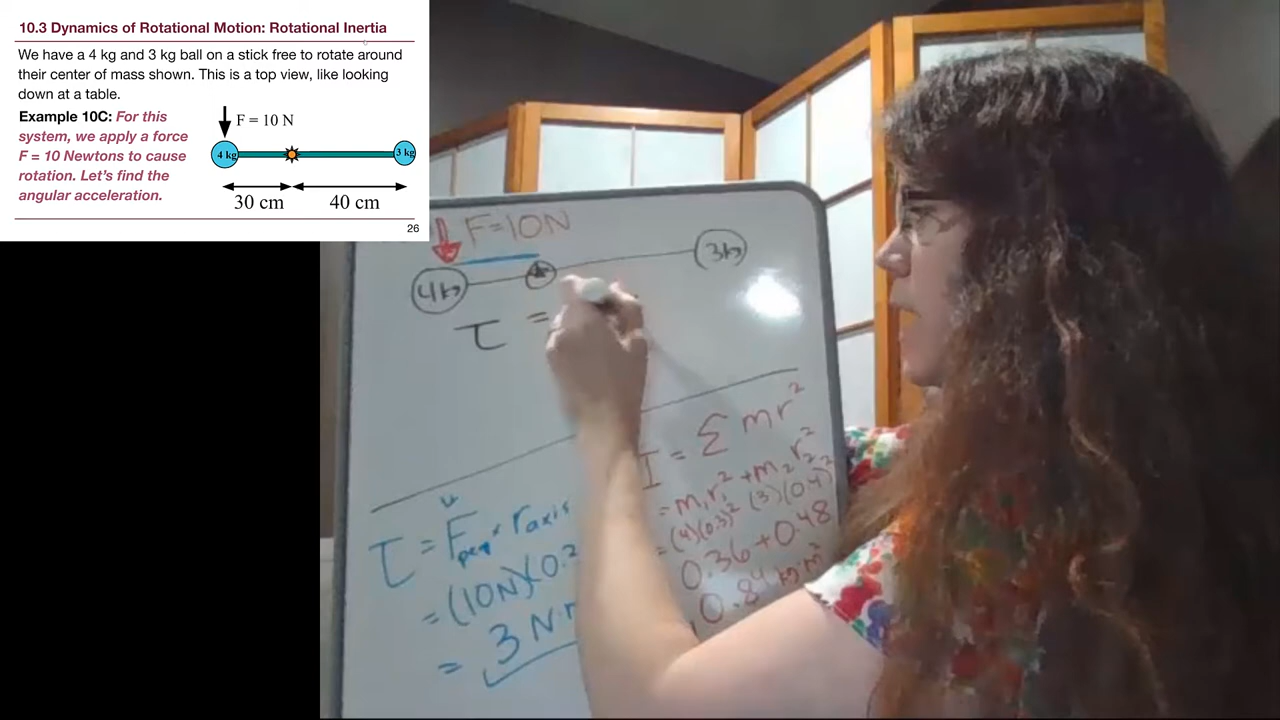 10.3 Dynamics of Rotational Motion: Rotational Inertia
We have a 4 kg and 3 kg ball on a stick free to rotate around
their center of mass shown. This is a top view, like looking
down at a table.
Example 10C: For this
system, we apply a force
F = 10 Newtons to cause
rotation. Let's find the
angular acceleration.
F = 10 N
4 kg
3 kg
30 cm
40 cm
26
F=10N
4kg
3kg
τ =
τ = F perp · r axis
= (10N)(0.
= 3 N·
I = Σ mr²
= m₁r₁² + m₂r₂²
= (4)(0.3)² (3)(0.4)²
0.36 + 0.48
0.84 kg·m²